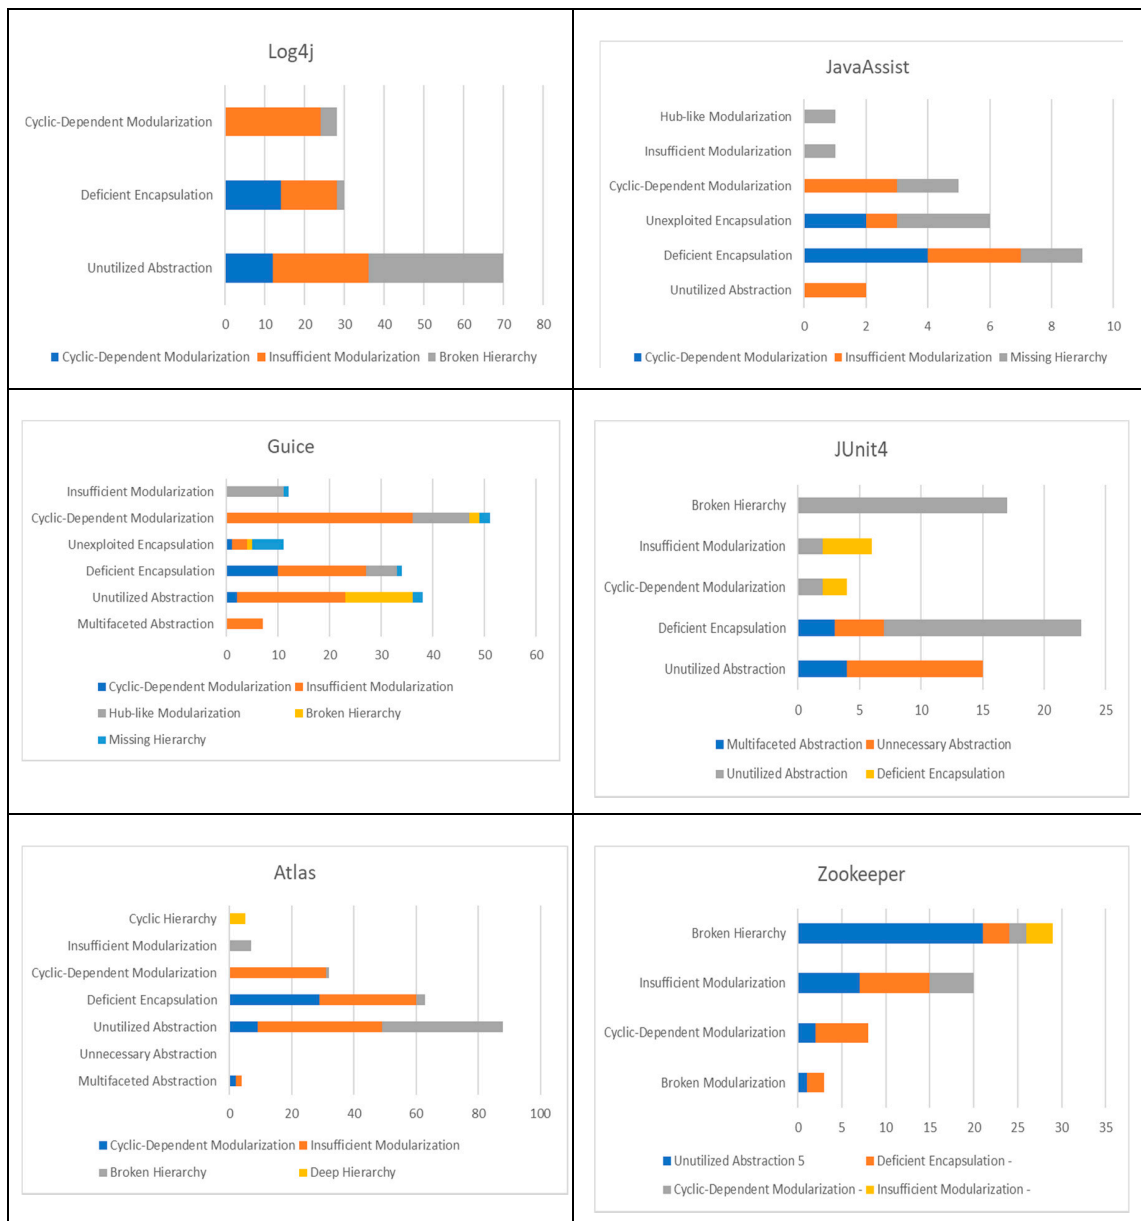 Log4j
Cyclic-Dependent Modularization
Deficient Encapsulation
Unutilized Abstraction
0 10 20 30 40 50 60 70 80
Cyclic-Dependent Modularization Insufficient Modularization Broken Hierarchy
JavaAssist
Hub-like Modularization
Insufficient Modularization
Cyclic-Dependent Modularization
Unexploited Encapsulation
Deficient Encapsulation
Unutilized Abstraction
0 2 4 6 8 10
Cyclic-Dependent Modularization Insufficient Modularization Missing Hierarchy
Guice
Insufficient Modularization
Cyclic-Dependent Modularization
Unexploited Encapsulation
Deficient Encapsulation
Unutilized Abstraction
Multifaceted Abstraction
0 10 20 30 40 50 60
Cyclic-Dependent Modularization Insufficient Modularization
Hub-like Modularization Broken Hierarchy
Missing Hierarchy
JUnit4
Broken Hierarchy
Insufficient Modularization
Cyclic-Dependent Modularization
Deficient Encapsulation
Unutilized Abstraction
0 5 10 15 20 25
Multifaceted Abstraction Unnecessary Abstraction
Unutilized Abstraction Deficient Encapsulation
Atlas
Cyclic Hierarchy
Insufficient Modularization
Cyclic-Dependent Modularization
Deficient Encapsulation
Unutilized Abstraction
Unnecessary Abstraction
Multifaceted Abstraction
0 20 40 60 80 100
Cyclic-Dependent Modularization Insufficient Modularization
Broken Hierarchy Deep Hierarchy
Zookeeper
Broken Hierarchy
Insufficient Modularization
Cyclic-Dependent Modularization
Broken Modularization
0 5 10 15 20 25 30 35
Unutilized Abstraction 5 Deficient Encapsulation -
Cyclic-Dependent Modularization - Insufficient Modularization -